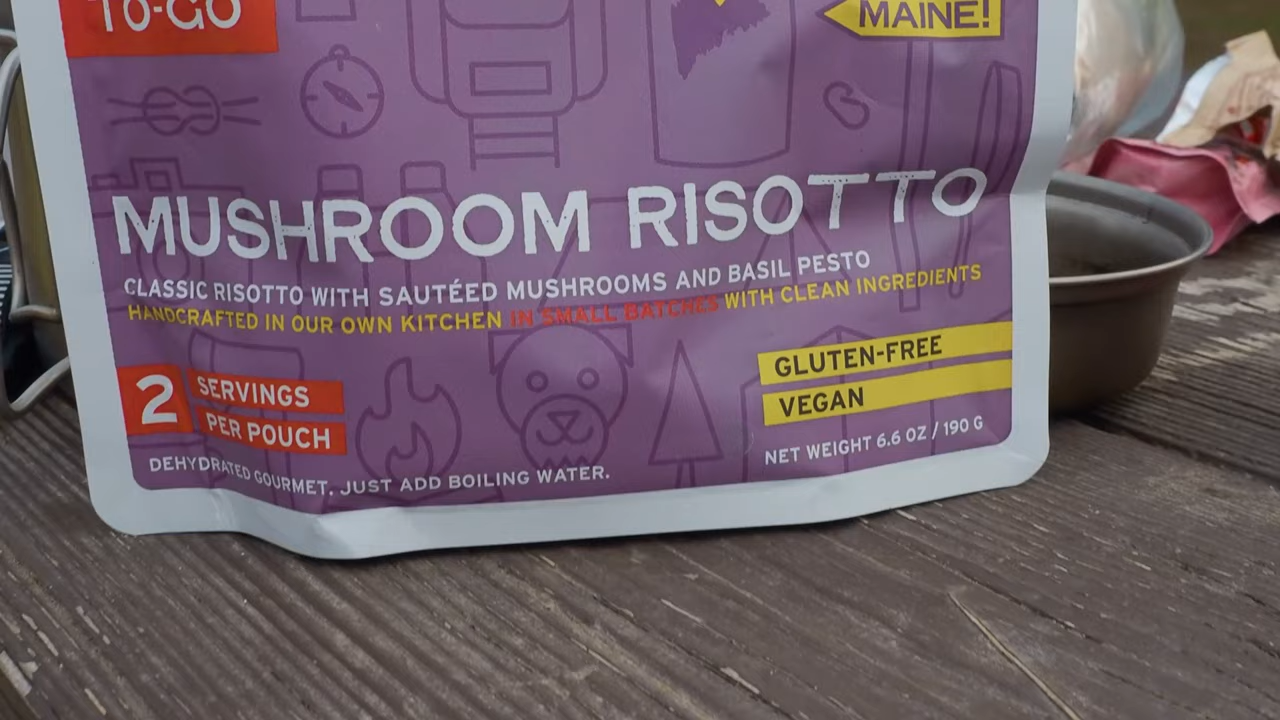 TO-GO
MAINE!
MUSHROOM RISOTTO
CLASSIC RISOTTO WITH SAUTÉED MUSHROOMS AND BASIL PESTO
HANDCRAFTED IN OUR OWN KITCHEN IN SMALL BATCHES WITH CLEAN INGREDIENTS
2 SERVINGS
PER POUCH
GLUTEN-FREE
VEGAN
DEHYDRATED GOURMET. JUST ADD BOILING WATER.
NET WEIGHT 6.6 OZ / 190 G